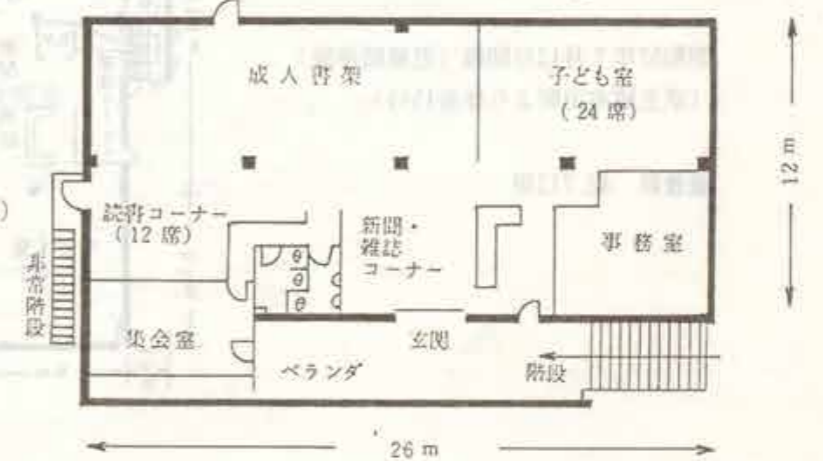 成人書架
子ども室
(24席)
12m
読書コーナー
(12席)
新聞・
雑誌
コーナー
事務室
非常階段
集会室
玄関
ベランダ
階段
26m